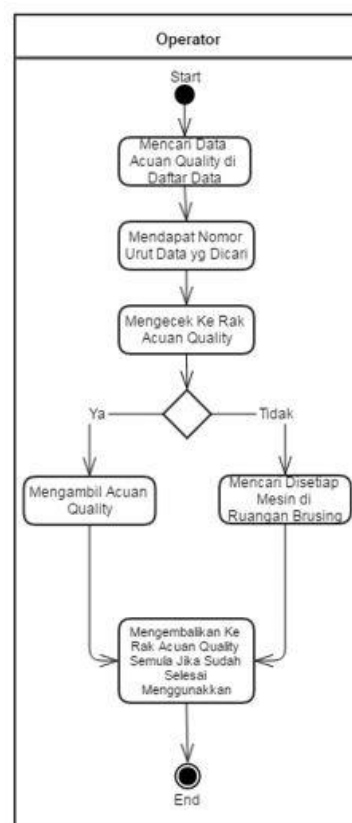 Operator
Start
Mencari Data
Acuan Quality di
Daftar Data
Mendapat Nomor
Urut Data yg Dicari
Mengecek Ke Rak
Acuan Quality
Ya
Tidak
Mengambil Acuan
Quality
Mencari Disetiap
Mesin di
Ruangan Brusing
Mengembalikan Ke
Rak Acuan Quality
Semula Jika Sudah
Selesai
Menggunakkan
End